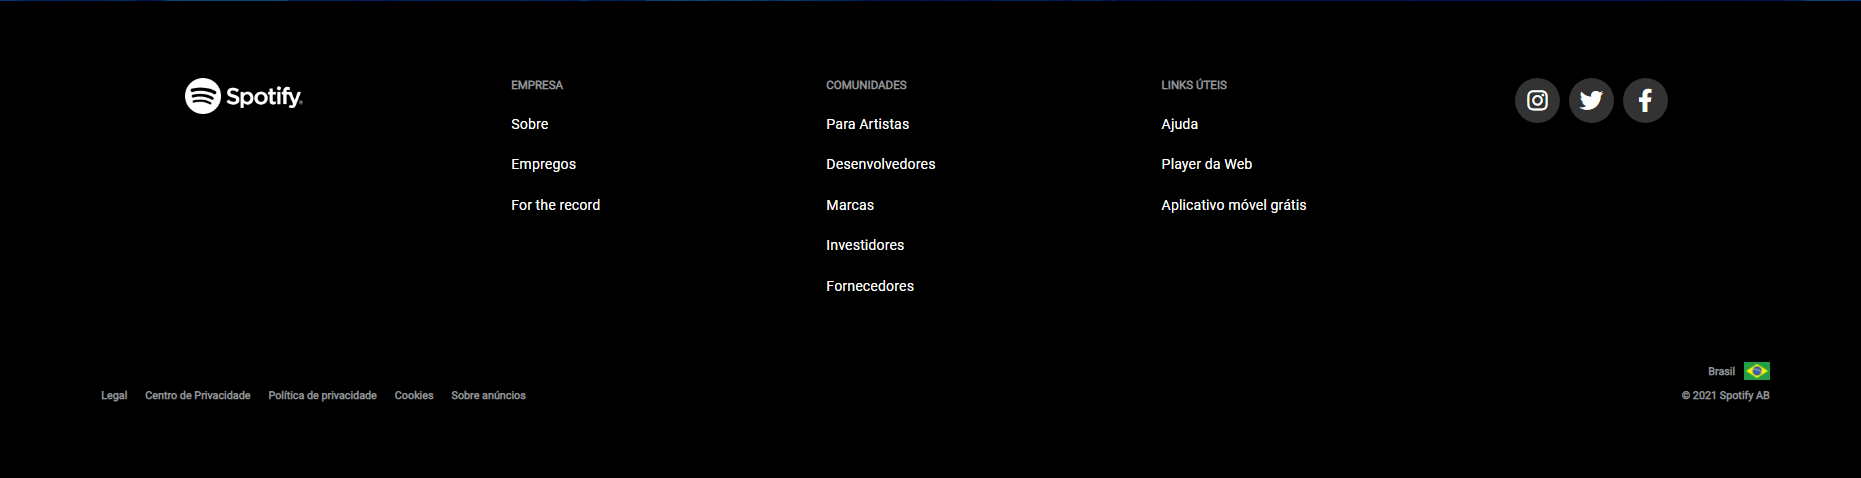 Spotify
EMPRESA
Sobre
Empregos
For the record
COMUNIDADES
Para Artistas
Desenvolvedores
Marcas
Investidores
Fornecedores
LINKS ÚTEIS
Ajuda
Player da Web
Aplicativo móvel grátis
Brasil
Legal Centro de Privacidade Política de privacidade Cookies Sobre anúncios
© 2021 Spotify AB